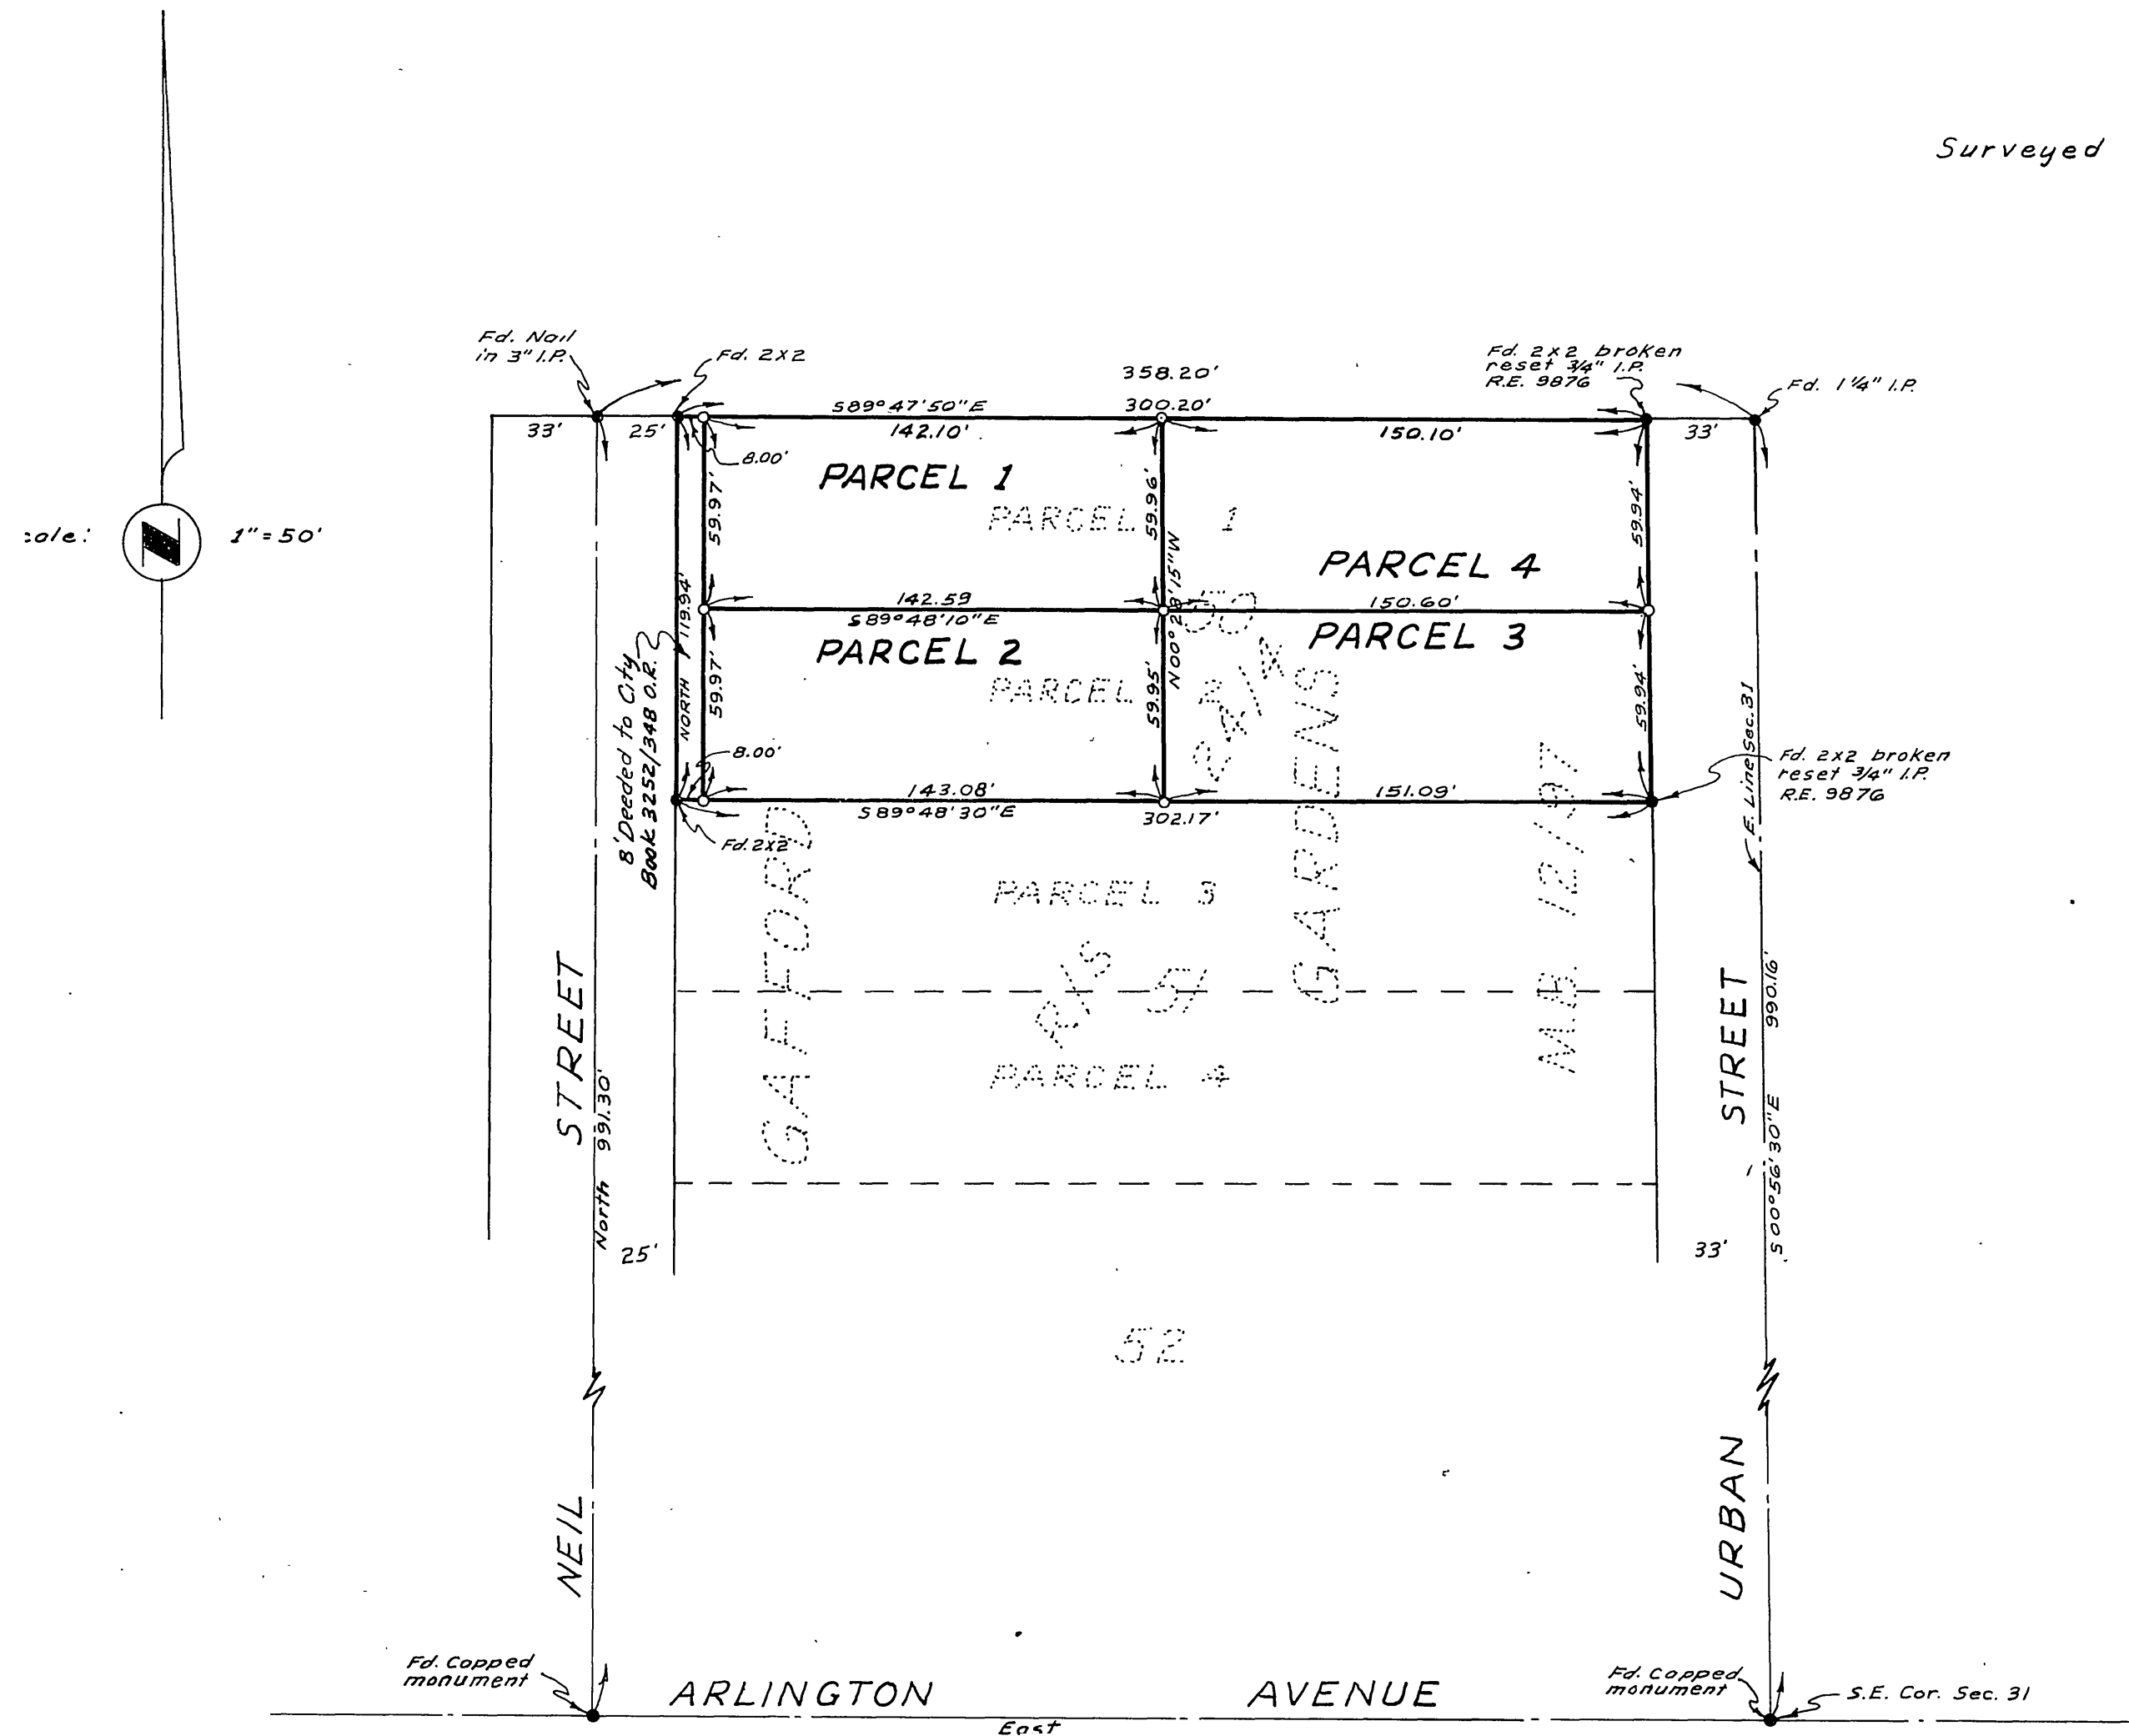 Surveyed
Fd. Nail
in 3" I.P.
Fd. 2x2
358.20'
Fd. 2x2 broken
reset 3/4" I.P.
R.E. 9876
Fd. 1 1/4" I.P.
S89°47'50"E
300.20'
33'
25'
142.10'
150.10'
33'
8.00'
PARCEL 1
59.97'
59.96'
59.94'
PARCEL 1
1"=50'
PARCEL 4
N00°28'15"W
NORTH 119.94'
142.59
S89°48'10"E
150.60'
PARCEL 2
PARCEL 3
59.97'
59.95'
59.94'
PARCEL 2
8' Deeded to City
Book 3252/348 O.R.
GARDENS
E. Line Sec. 31
8.00'
Fd. 2x2 broken
reset 3/4" I.P.
R.E. 9876
143.08'
S89°48'30"E
151.09'
302.17'
Fd. 2x2
GAFFORD
PARCEL 3
M.B. 12/97
R/S
51
PARCEL 4
STREET
North 991.30'
STREET
S00°56'30"E 990.16'
25'
33'
52
NEIL
URBAN
Fd. Capped
monument
ARLINGTON AVENUE
East
Fd. Capped
monument
S.E. Cor. Sec. 31